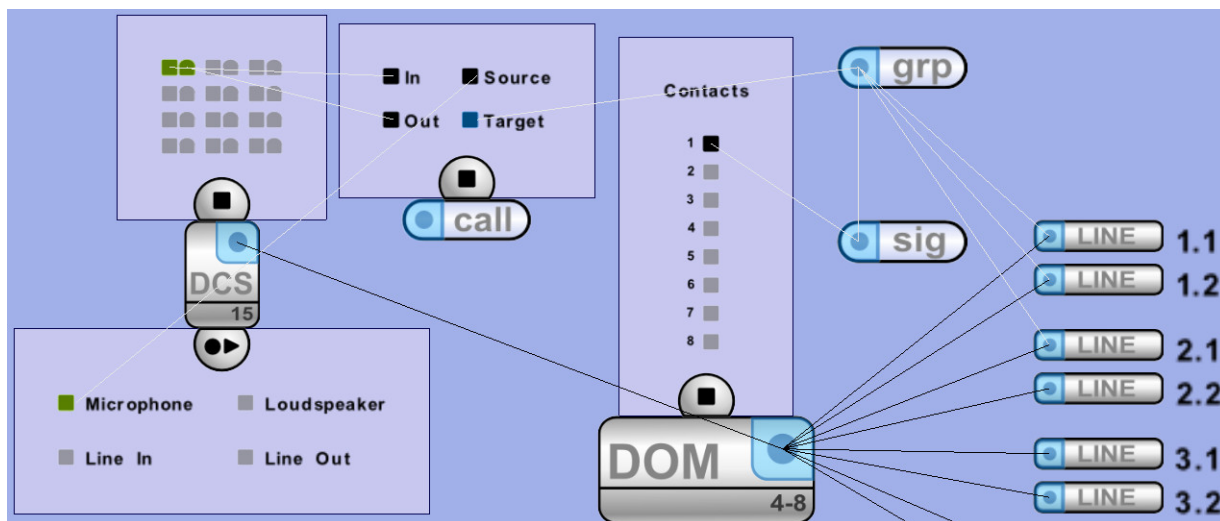 In
Source
Out
Target
call
DCS
15
Microphone
Loudspeaker
Line In
Line Out
Contacts
1
2
3
4
5
6
7
8
DOM
4-8
grp
sig
LINE 1.1
LINE 1.2
LINE 2.1
LINE 2.2
LINE 3.1
LINE 3.2